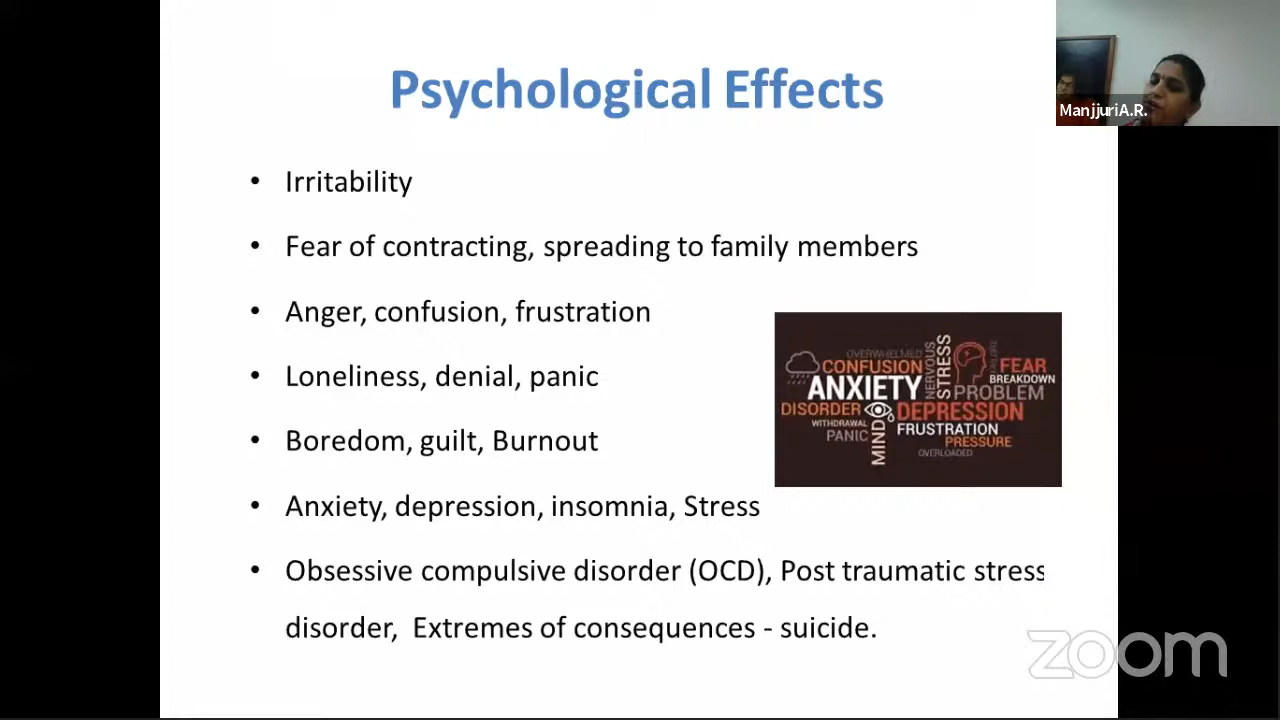 Psychological Effects
ManjjuriA.R.
• Irritability
• Fear of contracting, spreading to family members
• Anger, confusion, frustration
• Loneliness, denial, panic
• Boredom, guilt, Burnout
• Anxiety, depression, insomnia, Stress
• Obsessive compulsive disorder (OCD), Post traumatic stress
disorder, Extremes of consequences - suicide.
OVERWHELMED
CONFUSION
ANXIETY
NERVOUS
STRESS
FEAR
BREAKDOWN
PROBLEM
DISORDER
DEPRESSION
WITHDRAWAL
PANIC
MIND
FRUSTRATION
PRESSURE
OVERLOADED
zoom